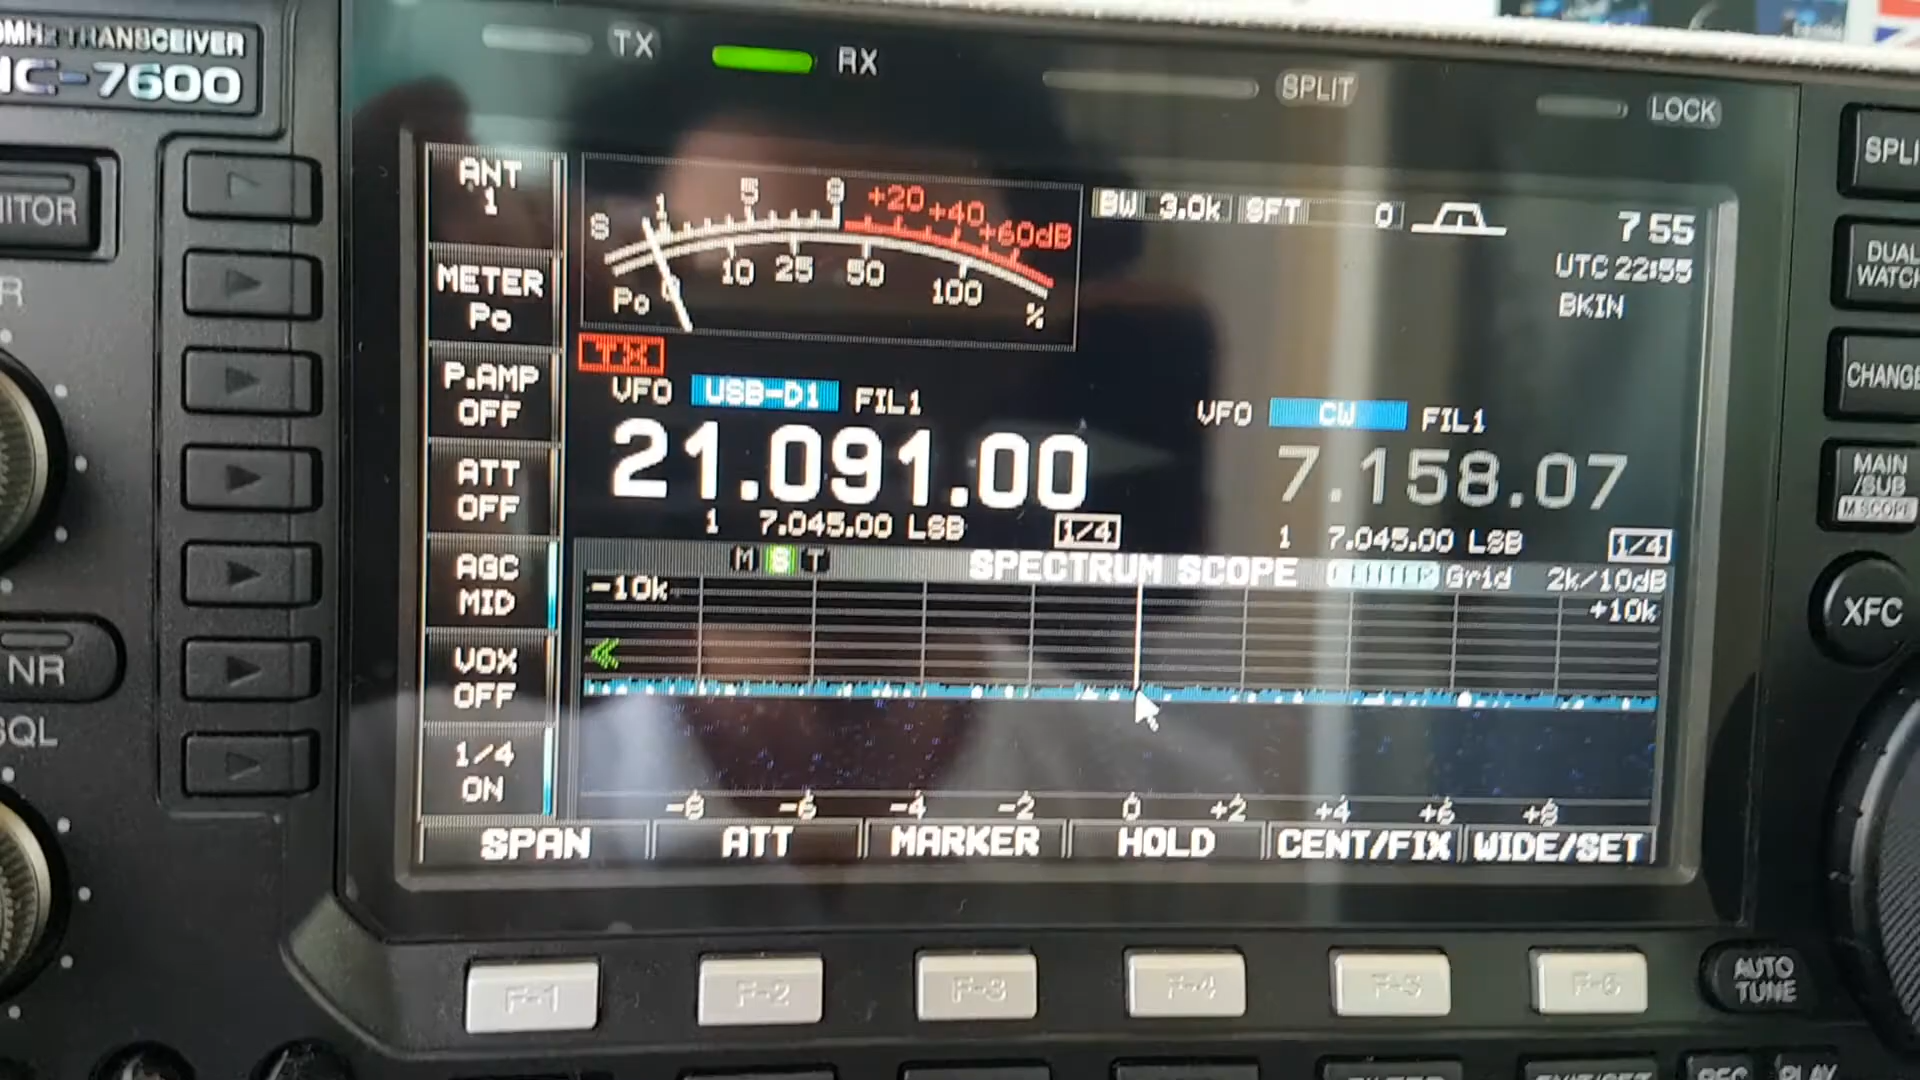 0MHz TRANSCEIVER
IC-7600
TX
RX
SPLIT
LOCK
ANT
1
METER
Po
P.AMP
OFF
ATT
OFF
AGC
MID
VOX
OFF
1/4
ON
S 1 5 9 +20 +40 +60dB
Po 0 10 25 50 100 %
BW 3.0k SFT 0
7 55
UTC 22:55
BKIN
TX
VFO USB-D1 FIL1
VFO CW FIL1
21.091.00
7.158.07
1 7.045.00 LSB 1/4
1 7.045.00 LSB 1/4
M S T
SPECTRUM SCOPE
Grid 2k/10dB
-10k
+10k
-8 -6 -4 -2 0 +2 +4 +6 +8
SPAN ATT MARKER HOLD CENT/FIX WIDE/SET
F-1 F-2 F-3 F-4 F-5 F-6
AUTO
TUNE
NITOR
R
NR
SQL
SPLI
DUAL
WATCH
CHANGE
MAIN
/SUB
M.SCOPE
XFC
REC PLAY